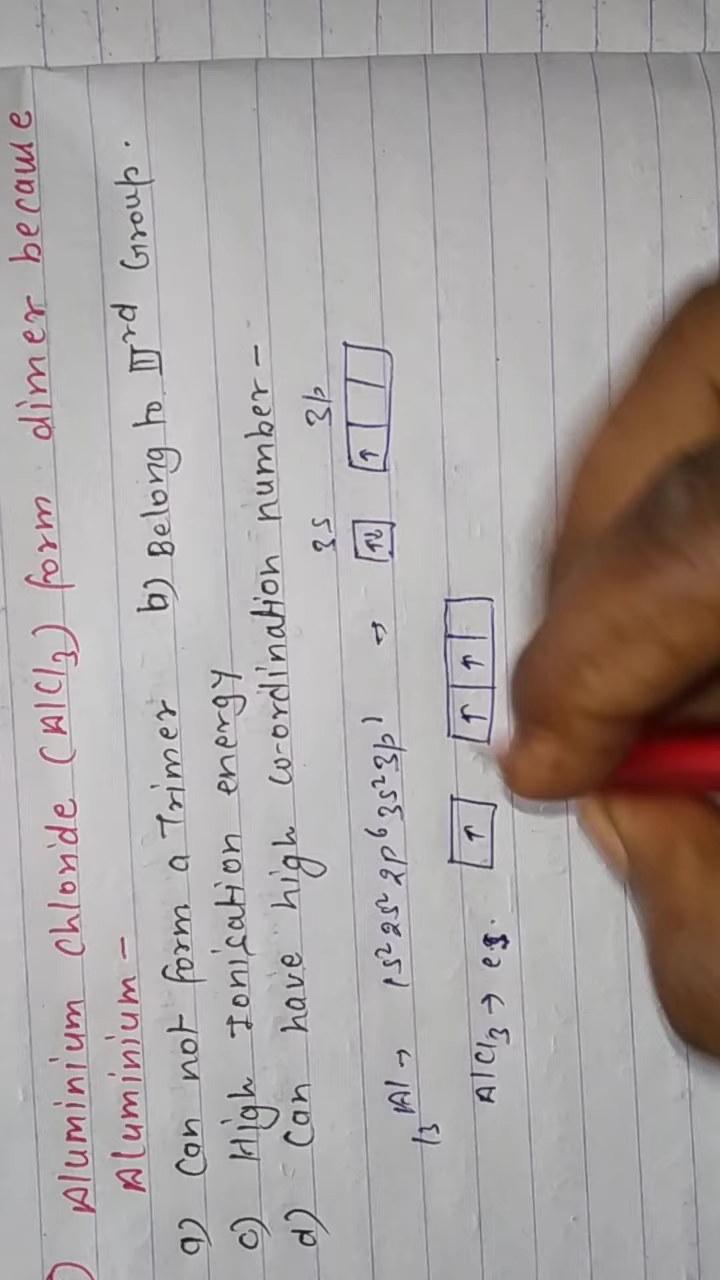 ) Aluminium chloride (AlCl3) form dimer because
Aluminium -
a) Can not form a Trimer b) Belong to IIIrd Group.
c) High Ionisation energy
d) Can have high co-ordination number -
3s 3p
13Al → 1s² 2s² 2p⁶ 3s² 3p¹ → ↑↓ ↑
AlCl3 → e.s. ↑ ↑ ↑